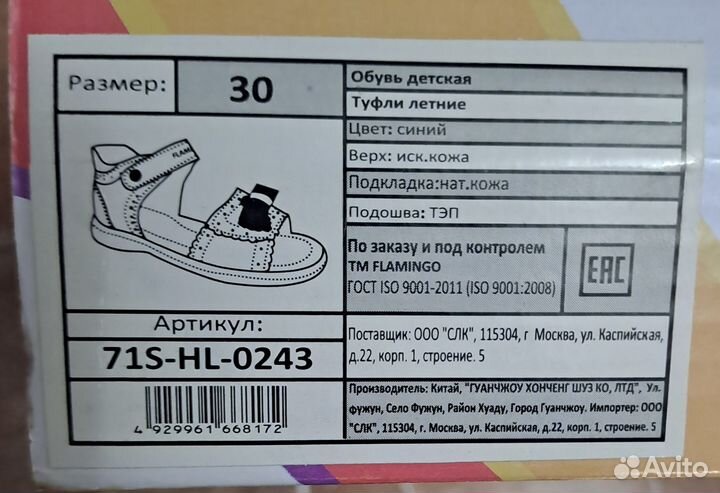 Размер:
30
FLAM
Артикул:
71S-HL-0243
4 929961 668172
Обувь детская
Туфли летние
Цвет: синий
Верх: иск.кожа
Подкладка:нат.кожа
Подошва: ТЭП
По заказу и под контролем
ТМ FLAMINGO
ГОСТ ISO 9001-2011 (ISO 9001:2008)
EAC
Поставщик: ООО "СЛК", 115304, г Москва, ул. Каспийская,
д.22, корп. 1, строение. 5
Производитель: Китай, "ГУАНЧЖОУ ХОНЧЕНГ ШУЗ КО, ЛТД", Ул.
фужун, Село Фужун, Район Хуаду, Город Гуанчжоу. Импортер: ООО
"СЛК", 115304, г. Москва, ул. Каспийская, д.22, корп. 1, строение. 5
Avito